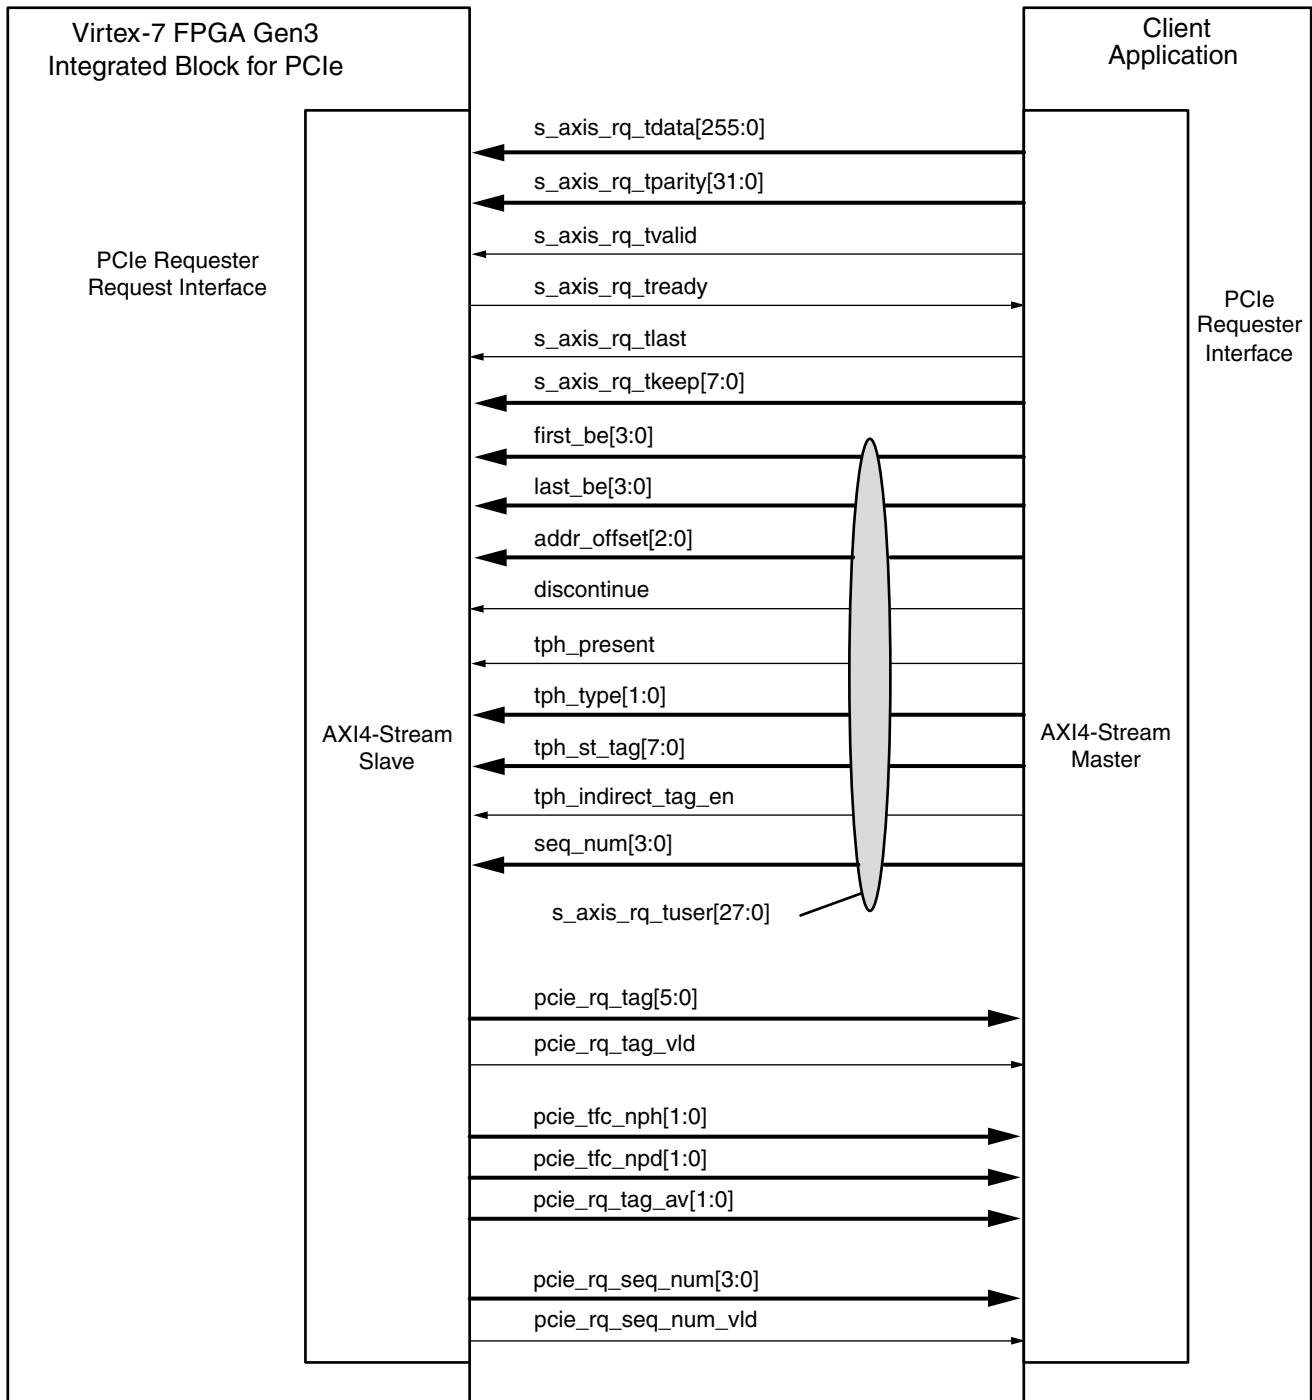 Virtex-7 FPGA Gen3
Integrated Block for PCIe
Client
Application
s_axis_rq_tdata[255:0]
s_axis_rq_tparity[31:0]
s_axis_rq_tvalid
PCIe Requester
Request Interface
s_axis_rq_tready
PCIe
Requester
Interface
s_axis_rq_tlast
s_axis_rq_tkeep[7:0]
first_be[3:0]
last_be[3:0]
addr_offset[2:0]
discontinue
tph_present
tph_type[1:0]
AXI4-Stream
Slave
AXI4-Stream
Master
tph_st_tag[7:0]
tph_indirect_tag_en
seq_num[3:0]
s_axis_rq_tuser[27:0]
pcie_rq_tag[5:0]
pcie_rq_tag_vld
pcie_tfc_nph[1:0]
pcie_tfc_npd[1:0]
pcie_rq_tag_av[1:0]
pcie_rq_seq_num[3:0]
pcie_rq_seq_num_vld